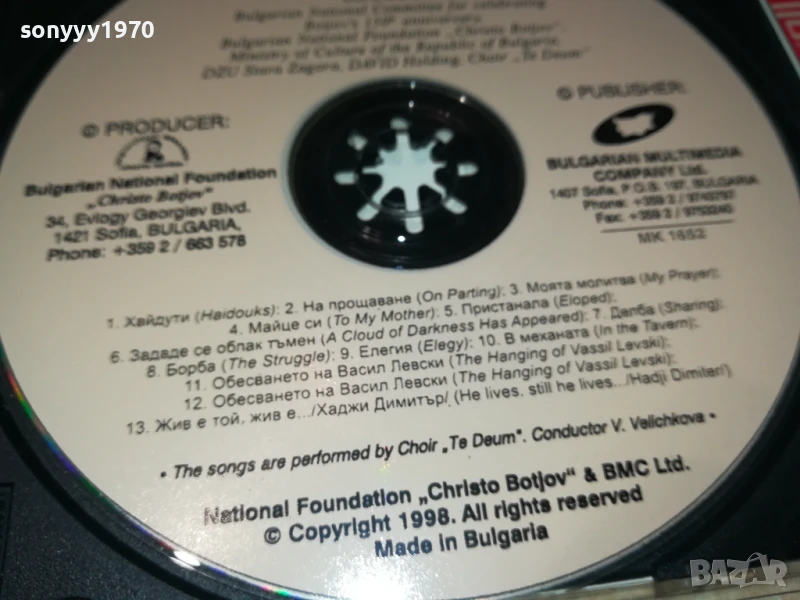 sonyyy1970
Bulgarian National Committee for celebrating
Botjov's 150th anniversary
Bulgarian National Foundation „Christo Botjov",
Ministry of Culture of the Republic of Bulgaria,
DZU Stara Zagora, DAVID Holding, Choir „Te Deum"
© PRODUCER:
Bulgarian National Foundation
„Christo Botjov"
34, Evlogy Georgiev Blvd.
1421 Sofia, BULGARIA,
Phone: +359 2 / 663 578
℗ PUBLISHER:
BULGARIAN MULTIMEDIA
COMPANY Ltd.
1407 Sofia, P.O.B. 197, BULGARIA
Phone: +359 2 /
Fax: +359 2 /
MK 1652
1. Хайдути (Haidouks); 2. На прощаване (On Parting); 3. Моята молитва (My Prayer);
4. Майце си (To My Mother); 5. Пристанала (Eloped);
6. Зададе се облак тъмен (A Cloud of Darkness Has Appeared); 7. Делба (Sharing);
8. Борба (The Struggle); 9. Елегия (Elegy); 10. В механата (In the Tavern);
11. Обесването на Васил Левски (The Hanging of Vassil Levski);
12. Обесването на Васил Левски (The Hanging of Vassil Levski);
13. Жив е той, жив е.../Хаджи Димитър/ (He lives, still he lives.../Hadji Dimiter/)
• The songs are performed by Choir „Te Deum". Conductor V. Velichkova •
National Foundation „Christo Botjov" & BMC Ltd.
© Copyright 1998. All rights reserved
Made in Bulgaria
BAZAR